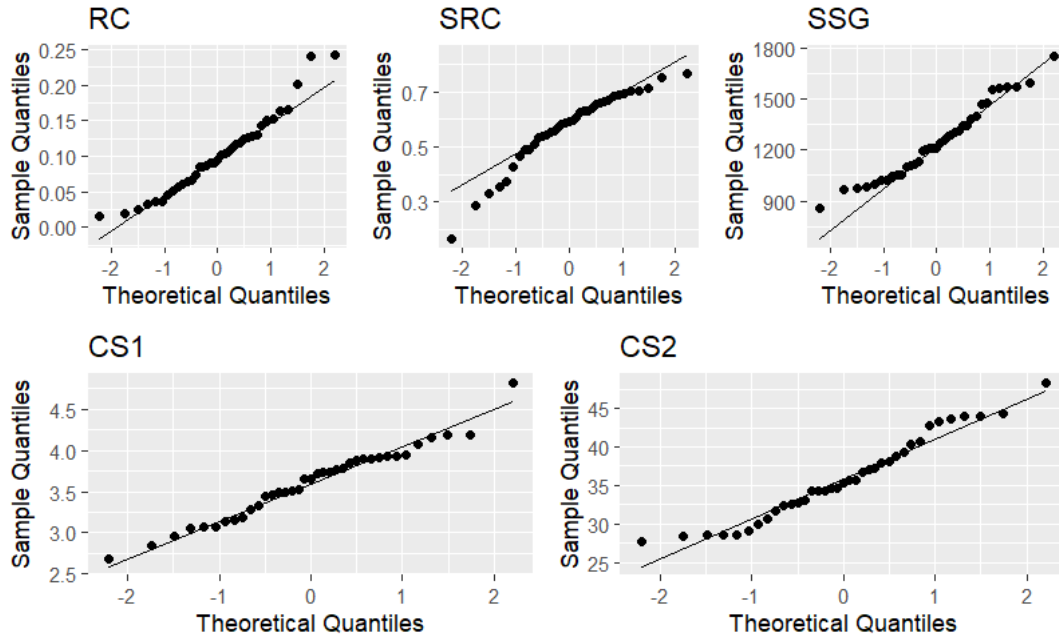 RC
SRC
SSG
Sample Quantiles
0.25
0.20
0.15
0.10
0.05
0.00
-2 -1 0 1 2
Theoretical Quantiles
Sample Quantiles
0.7
0.5
0.3
-2 -1 0 1 2
Theoretical Quantiles
Sample Quantiles
1800
1500
1200
900
-2 -1 0 1 2
Theoretical Quantiles
CS1
CS2
Sample Quantiles
4.5
4.0
3.5
3.0
2.5
-2 -1 0 1 2
Theoretical Quantiles
Sample Quantiles
45
40
35
30
25
-2 -1 0 1 2
Theoretical Quantiles